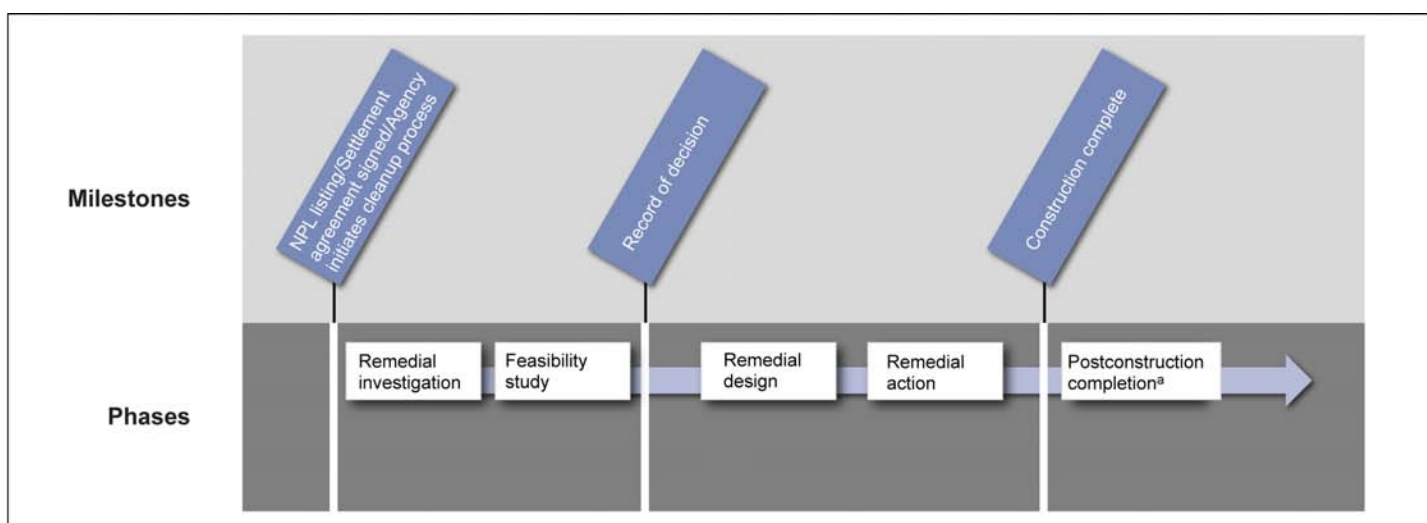 Milestones
NPL listing/Settlement
agreement signed/Agency
initiates cleanup process
Record of decision
Construction complete
Phases
Remedial
investigation
Feasibility
study
Remedial
design
Remedial
action
Postconstruction
completionᵃ